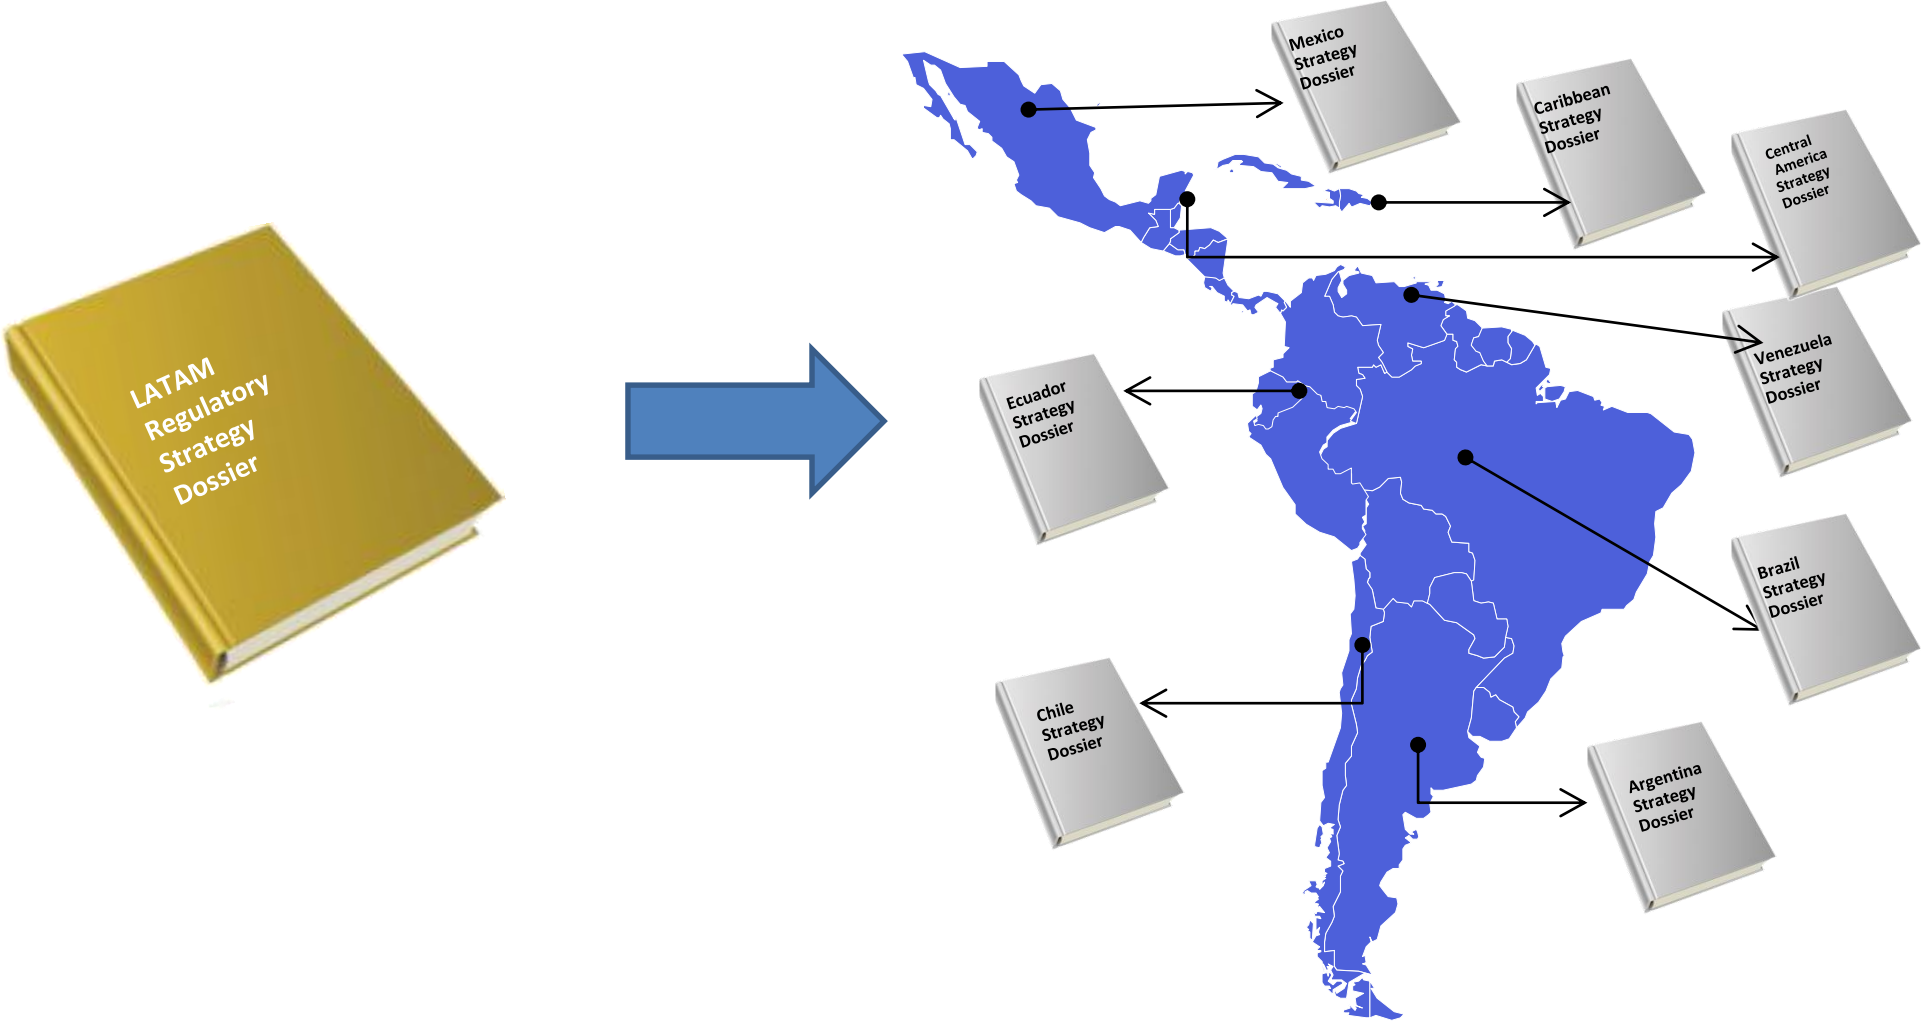 LATAM
Regulatory
Strategy
Dossier
Mexico
Strategy
Dossier
Caribbean
Strategy
Dossier
Central
America
Strategy
Dossier
Venezuela
Strategy
Dossier
Ecuador
Strategy
Dossier
Brazil
Strategy
Dossier
Chile
Strategy
Dossier
Argentina
Strategy
Dossier